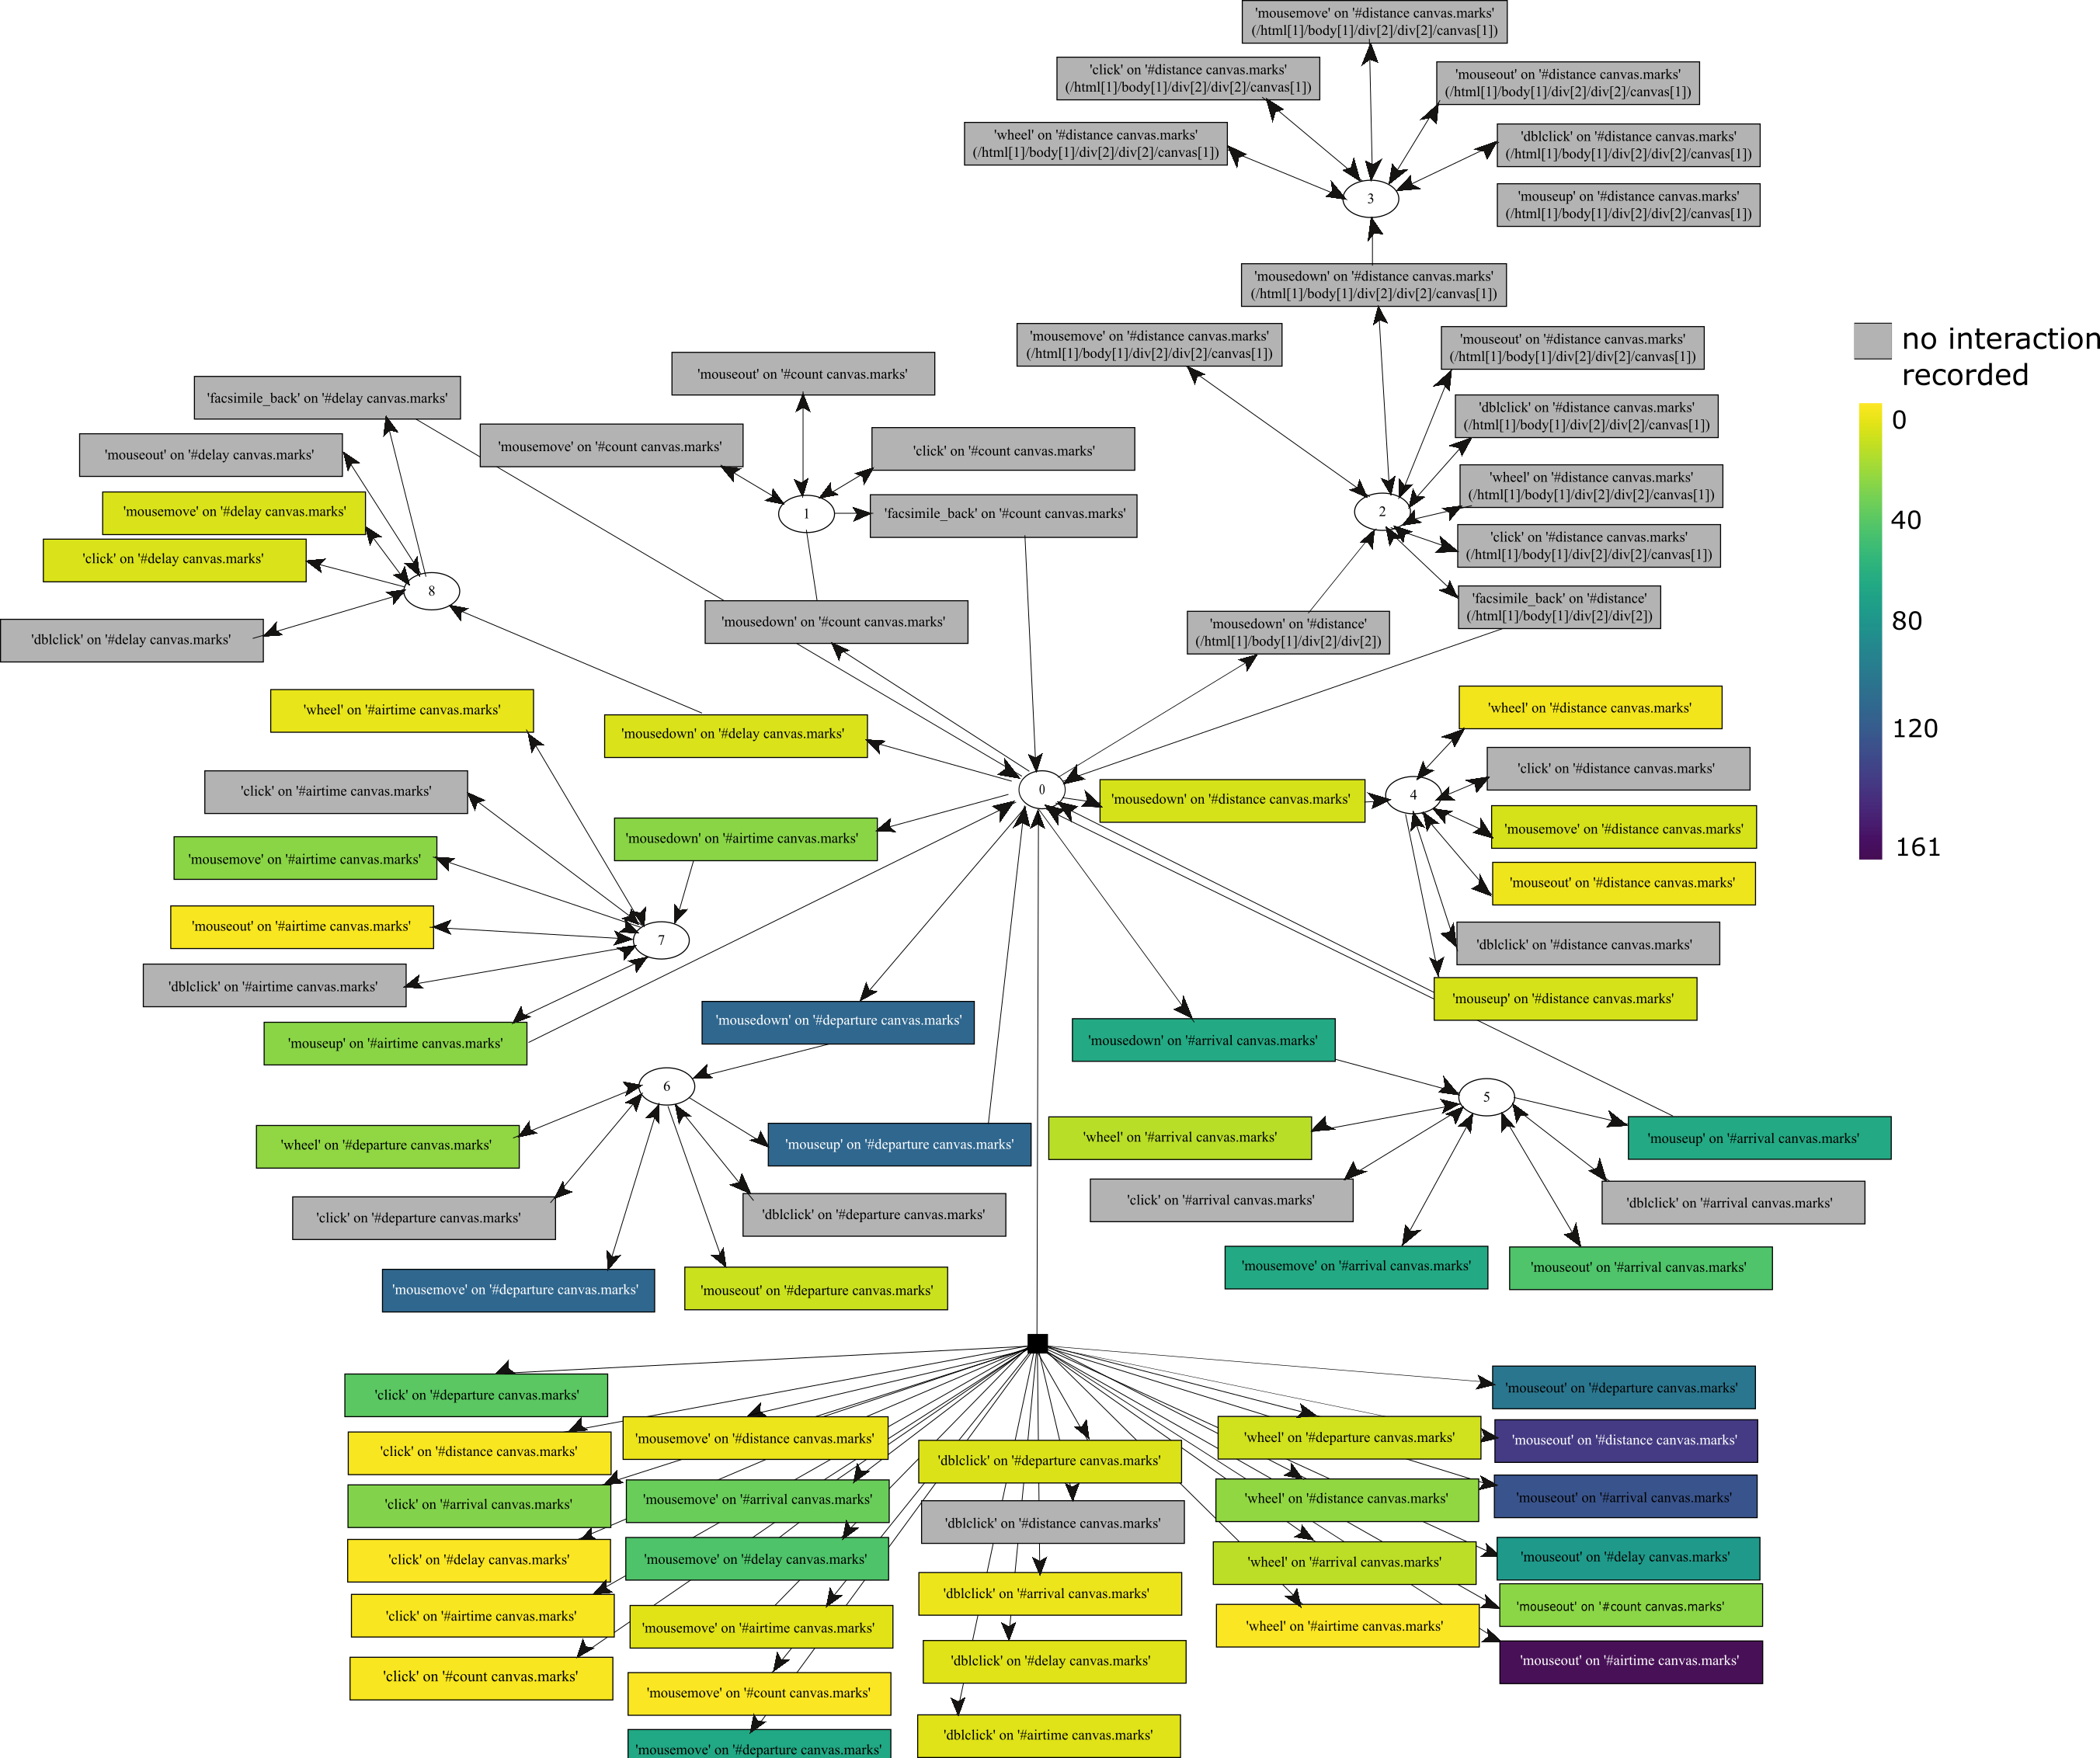 'mousemove' on '#distance canvas.marks'
(/html[1]/body[1]/div[2]/div[2]/canvas[1])
'click' on '#distance canvas.marks'
(/html[1]/body[1]/div[2]/div[2]/canvas[1])
'mouseout' on '#distance canvas.marks'
(/html[1]/body[1]/div[2]/div[2]/canvas[1])
'wheel' on '#distance canvas.marks'
(/html[1]/body[1]/div[2]/div[2]/canvas[1])
'dblclick' on '#distance canvas.marks'
(/html[1]/body[1]/div[2]/div[2]/canvas[1])
3
'mouseup' on '#distance canvas.marks'
(/html[1]/body[1]/div[2]/div[2]/canvas[1])
'mousedown' on '#distance canvas.marks'
(/html[1]/body[1]/div[2]/div[2]/canvas[1])
'mousemove' on '#distance canvas.marks'
(/html[1]/body[1]/div[2]/div[2]/canvas[1])
'mouseout' on '#distance canvas.marks'
(/html[1]/body[1]/div[2]/div[2]/canvas[1])
'dblclick' on '#distance canvas.marks'
(/html[1]/body[1]/div[2]/div[2]/canvas[1])
'wheel' on '#distance canvas.marks'
(/html[1]/body[1]/div[2]/div[2]/canvas[1])
2
'click' on '#distance canvas.marks'
(/html[1]/body[1]/div[2]/div[2]/canvas[1])
'facsimile_back' on '#distance'
(/html[1]/body[1]/div[2]/div[2])
'mousedown' on '#distance'
(/html[1]/body[1]/div[2]/div[2])
no interaction
recorded
0
40
80
120
161
'mouseout' on '#count canvas.marks'
'mousemove' on '#count canvas.marks'
'click' on '#count canvas.marks'
1
'facsimile_back' on '#count canvas.marks'
'mousedown' on '#count canvas.marks'
'facsimile_back' on '#delay canvas.marks'
'mouseout' on '#delay canvas.marks'
'mousemove' on '#delay canvas.marks'
'click' on '#delay canvas.marks'
8
'dblclick' on '#delay canvas.marks'
'mousedown' on '#delay canvas.marks'
0
'wheel' on '#airtime canvas.marks'
'click' on '#airtime canvas.marks'
'mousedown' on '#airtime canvas.marks'
'mousemove' on '#airtime canvas.marks'
'mouseout' on '#airtime canvas.marks'
7
'dblclick' on '#airtime canvas.marks'
'mouseup' on '#airtime canvas.marks'
'wheel' on '#distance canvas.marks'
'click' on '#distance canvas.marks'
'mousedown' on '#distance canvas.marks'
4
'mousemove' on '#distance canvas.marks'
'mouseout' on '#distance canvas.marks'
'dblclick' on '#distance canvas.marks'
'mouseup' on '#distance canvas.marks'
'mousedown' on '#departure canvas.marks'
6
'wheel' on '#departure canvas.marks'
'mouseup' on '#departure canvas.marks'
'click' on '#departure canvas.marks'
'dblclick' on '#departure canvas.marks'
'mousemove' on '#departure canvas.marks'
'mouseout' on '#departure canvas.marks'
'mousedown' on '#arrival canvas.marks'
5
'wheel' on '#arrival canvas.marks'
'mouseup' on '#arrival canvas.marks'
'click' on '#arrival canvas.marks'
'dblclick' on '#arrival canvas.marks'
'mousemove' on '#arrival canvas.marks'
'mouseout' on '#arrival canvas.marks'
'click' on '#departure canvas.marks'
'click' on '#distance canvas.marks'
'click' on '#arrival canvas.marks'
'click' on '#delay canvas.marks'
'click' on '#airtime canvas.marks'
'click' on '#count canvas.marks'
'mousemove' on '#distance canvas.marks'
'mousemove' on '#arrival canvas.marks'
'mousemove' on '#delay canvas.marks'
'mousemove' on '#airtime canvas.marks'
'mousemove' on '#count canvas.marks'
'mousemove' on '#departure canvas.marks'
'dblclick' on '#departure canvas.marks'
'dblclick' on '#distance canvas.marks'
'dblclick' on '#arrival canvas.marks'
'dblclick' on '#delay canvas.marks'
'dblclick' on '#airtime canvas.marks'
'wheel' on '#departure canvas.marks'
'wheel' on '#distance canvas.marks'
'wheel' on '#arrival canvas.marks'
'wheel' on '#airtime canvas.marks'
'mouseout' on '#departure canvas.marks'
'mouseout' on '#distance canvas.marks'
'mouseout' on '#arrival canvas.marks'
'mouseout' on '#delay canvas.marks'
'mouseout' on '#count canvas.marks'
'mouseout' on '#airtime canvas.marks'